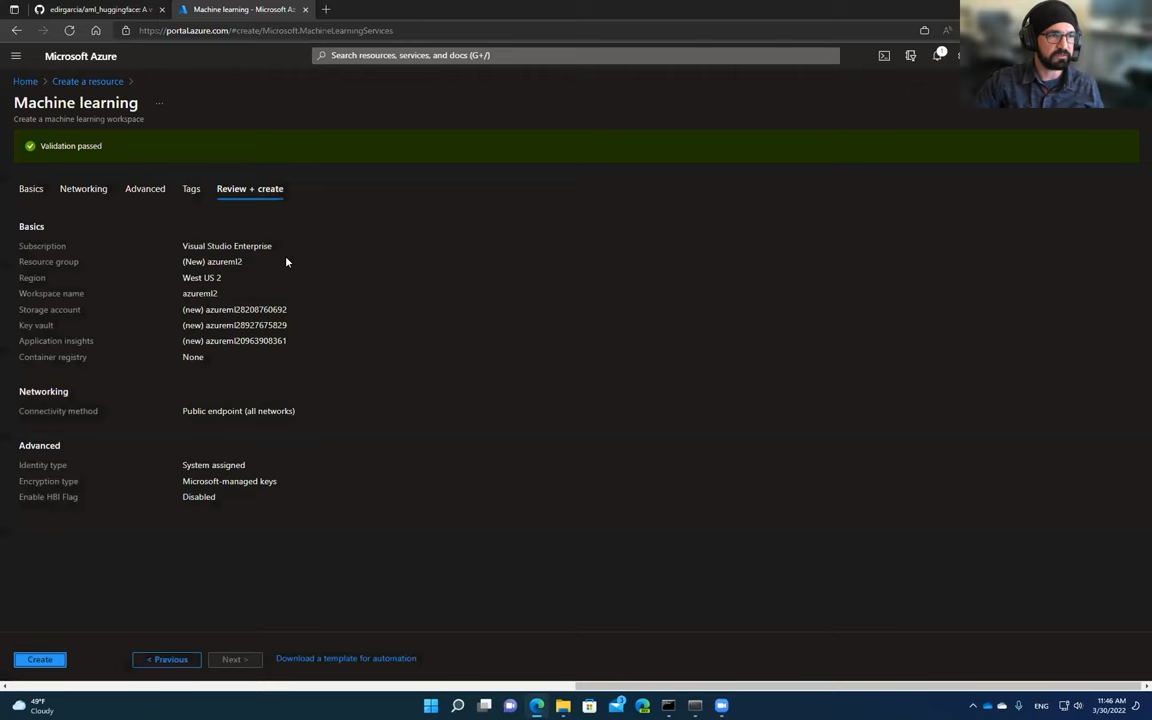 edirgarcia/aml_huggingface: A v
Machine learning - Microsoft Az
https://portal.azure.com/#create/Microsoft.MachineLearningServices
Microsoft Azure
Search resources, services, and docs (G+/)
1
Home > Create a resource >
Machine learning ...
Create a machine learning workspace
Validation passed
Basics Networking Advanced Tags Review + create
Basics
Subscription Visual Studio Enterprise
Resource group (New) azureml2
Region West US 2
Workspace name azureml2
Storage account (new) azureml28208760692
Key vault (new) azureml28927675829
Application insights (new) azureml20963908361
Container registry None
Networking
Connectivity method Public endpoint (all networks)
Advanced
Identity type System assigned
Encryption type Microsoft-managed keys
Enable HBI Flag Disabled
Create < Previous Next > Download a template for automation
49°F
Cloudy
ENG
11:46 AM
3/30/2022